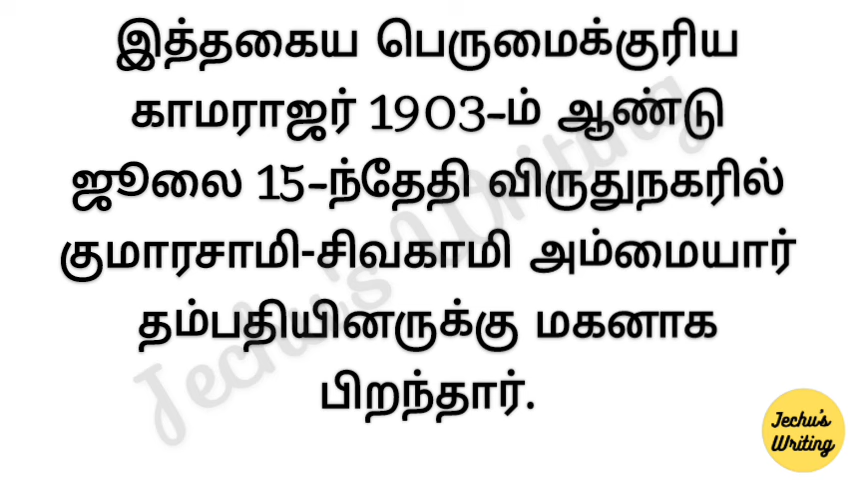 இத்தகைய பெருமைக்குரிய
காமராஜர் 1903-ம் ஆண்டு
ஜூலை 15-ந்தேதி விருதுநகரில்
குமாரசாமி-சிவகாமி அம்மையார்
தம்பதியினருக்கு மகனாக
பிறந்தார்.
Jechu's Writing
Jechu's
Writing